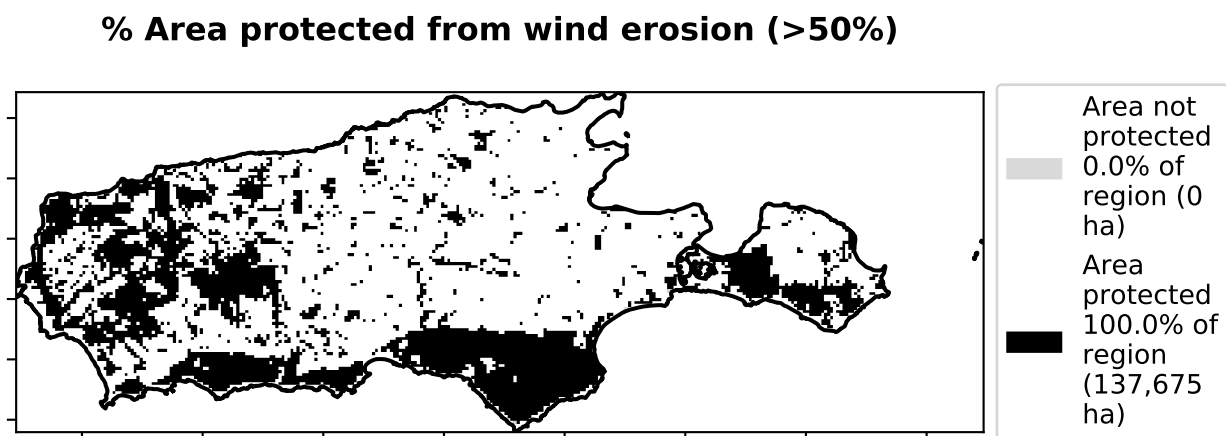 % Area protected from wind erosion (>50%)
Area not
protected
0.0% of
region (0
ha)
Area
protected
100.0% of
region
(137,675
ha)